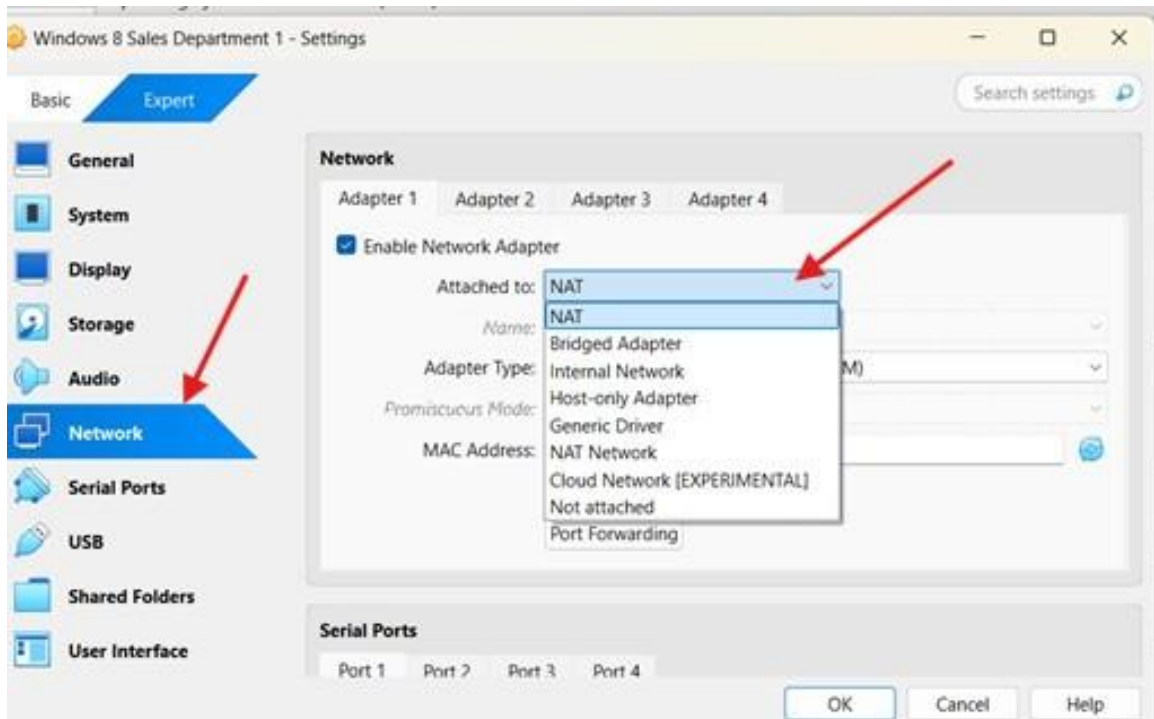 Windows 8 Sales Department 1 - Settings
Basic
Expert
Search settings
General
System
Display
Storage
Audio
Network
Serial Ports
USB
Shared Folders
User Interface
Network
Adapter 1 Adapter 2 Adapter 3 Adapter 4
Enable Network Adapter
Attached to: NAT
NAT
Name:
Bridged Adapter
Adapter Type: Internal Network M)
Host-only Adapter
Promiscuous Mode:
Generic Driver
MAC Address: NAT Network
Cloud Network [EXPERIMENTAL]
Not attached
Port Forwarding
Serial Ports
Port 1 Port 2 Port 3 Port 4
OK Cancel Help